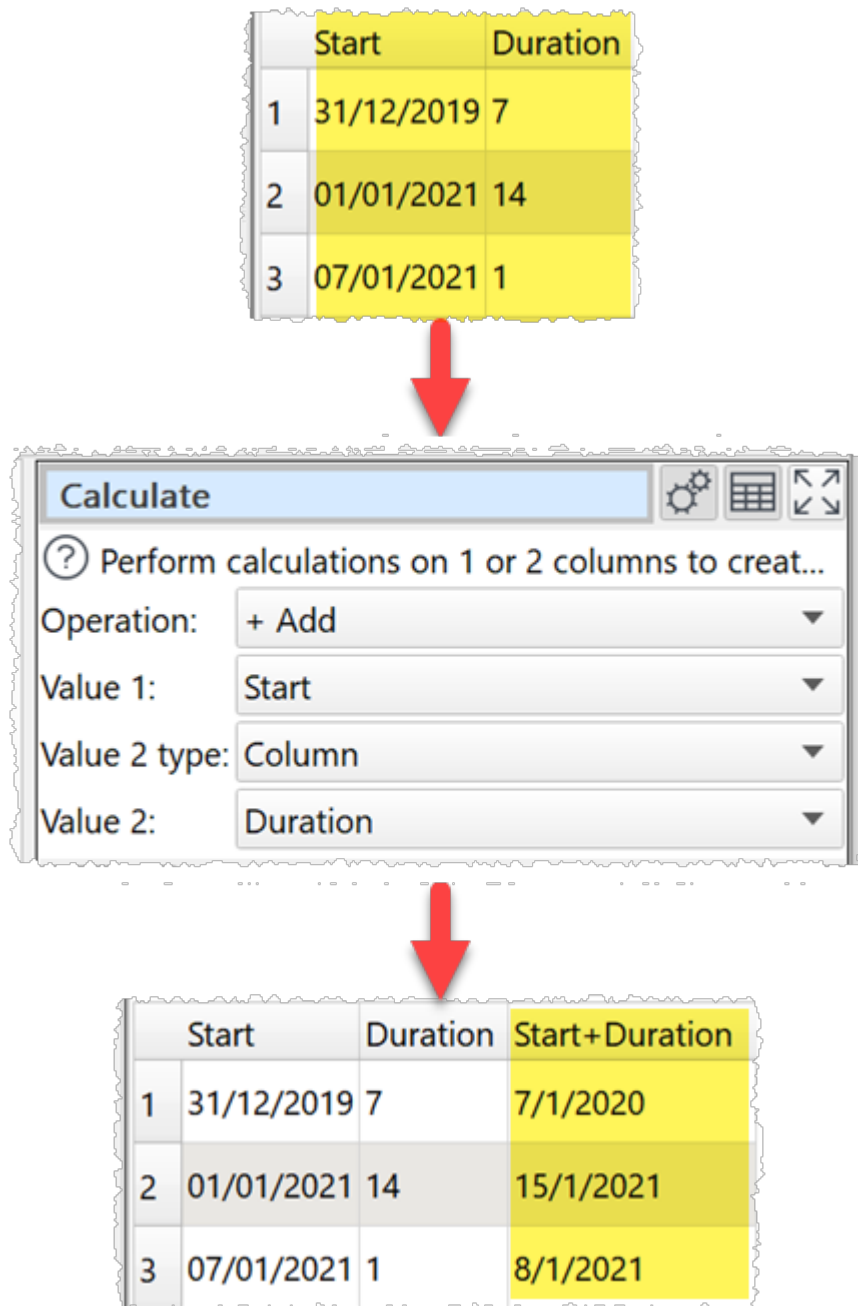 Start Duration
1 31/12/2019 7
2 01/01/2021 14
3 07/01/2021 1
Calculate
? Perform calculations on 1 or 2 columns to creat...
Operation: + Add
Value 1: Start
Value 2 type: Column
Value 2: Duration
Start Duration Start+Duration
1 31/12/2019 7 7/1/2020
2 01/01/2021 14 15/1/2021
3 07/01/2021 1 8/1/2021